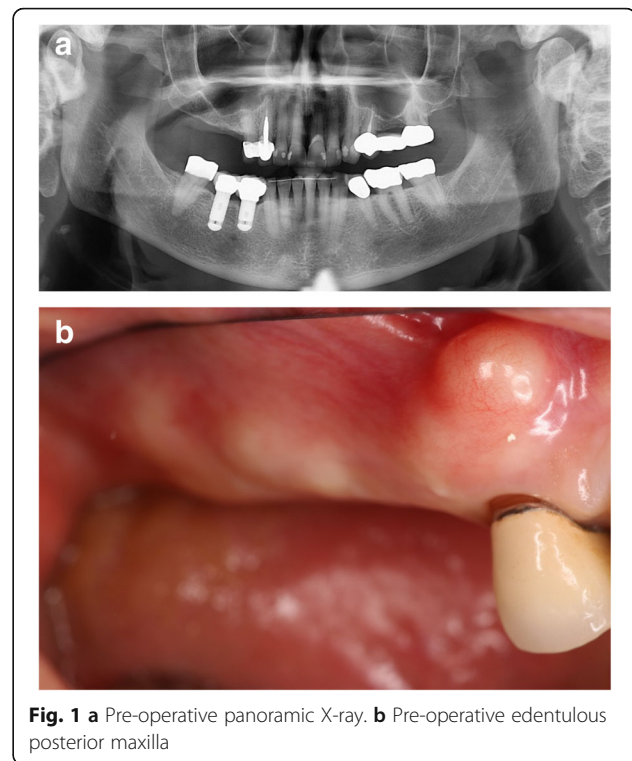 a
b
Fig. 1 a Pre-operative panoramic X-ray. b Pre-operative edentulous
posterior maxilla